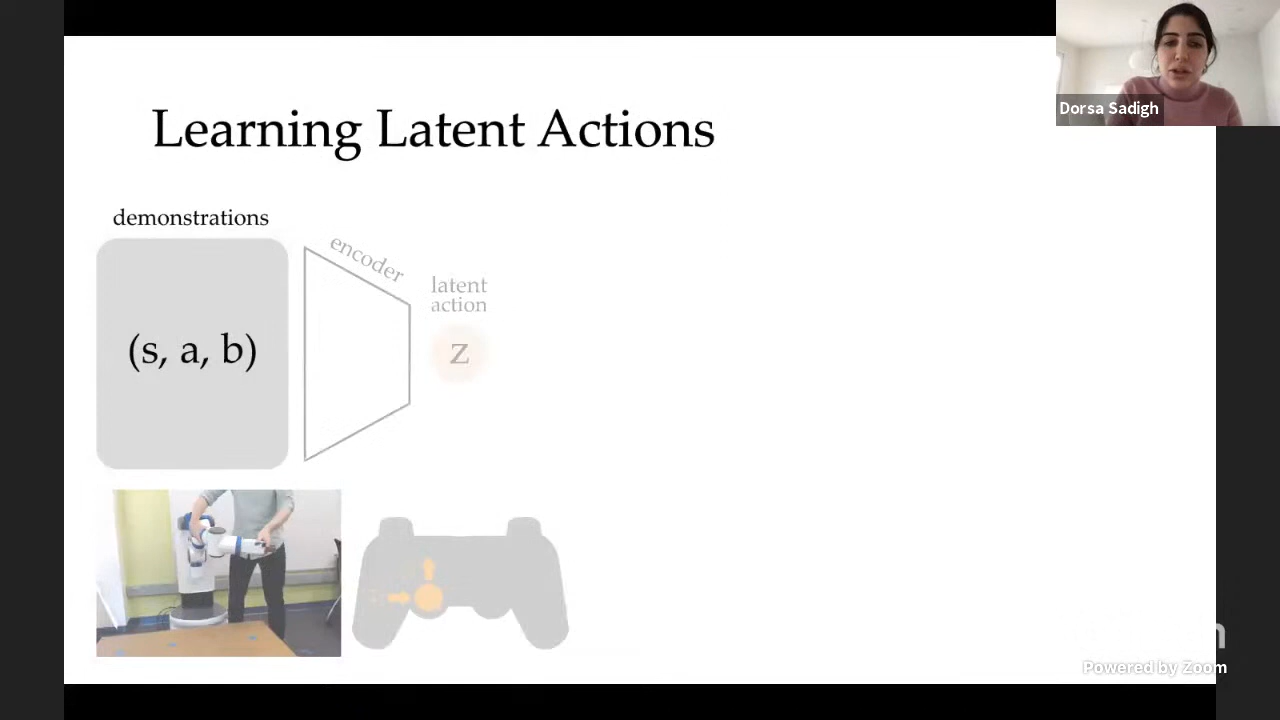 Learning Latent Actions
Dorsa Sadigh
demonstrations
encoder
latent
action
(s, a, b)
z
Powered by Zoom